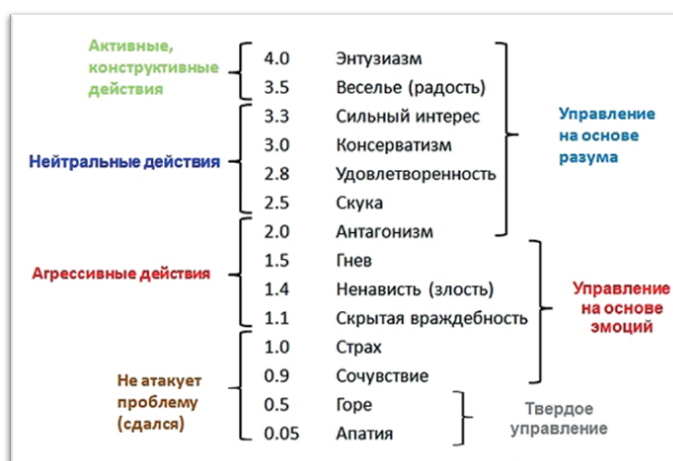 Активные,
конструктивные
действия
4.0 Энтузиазм
3.5 Веселье (радость)
3.3 Сильный интерес
3.0 Консерватизм
2.8 Удовлетворенность
2.5 Скука
2.0 Антагонизм
1.5 Гнев
1.4 Ненависть (злость)
1.1 Скрытая враждебность
1.0 Страх
0.9 Сочувствие
0.5 Горе
0.05 Апатия
Нейтральные действия
Агрессивные действия
Не атакует
проблему
(сдался)
Управление
на основе
разума
Управление
на основе
эмоций
Твердое
управление